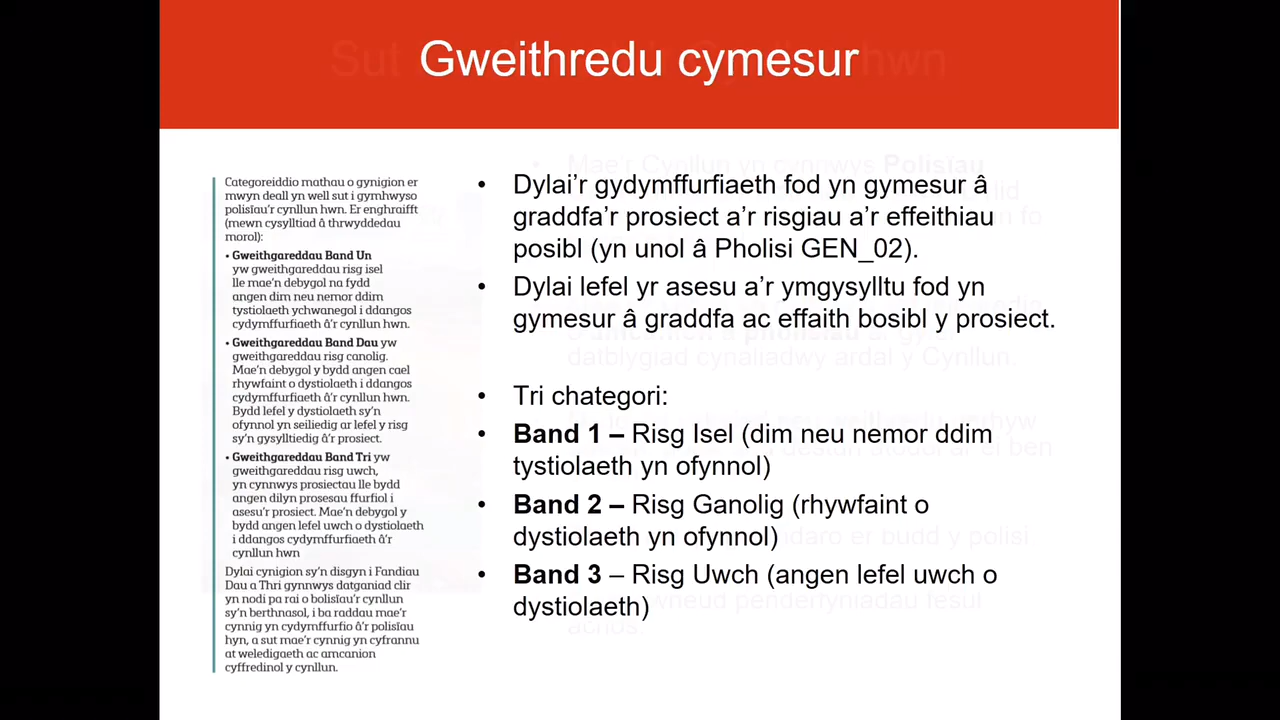 Gweithredu cymesur
Categoreiddio mathau o gynigion er
mwyn deall yn well sut i gymhwyso
polisïau'r cynllun hwn. Er enghraifft
(mewn cysylltiad â thrwyddedau
morol):
• Gweithgareddau Band Un
yw gweithgareddau risg isel
lle mae'n debygol na fydd
angen dim neu nemor ddim
tystiolaeth ychwanegol i ddangos
cydymffurfiaeth â'r cynllun hwn.
• Gweithgareddau Band Dau yw
gweithgareddau risg canolig.
Mae'n debygol y bydd angen cael
rhywfaint o dystiolaeth i ddangos
cydymffurfiaeth â'r cynllun hwn.
Bydd lefel y dystiolaeth sy'n
ofynnol yn seiliedig ar lefel y risg
sy'n gysylltiedig â'r prosiect.
• Gweithgareddau Band Tri yw
gweithgareddau risg uwch,
yn cynnwys prosiectau lle bydd
angen dilyn prosesau ffurfiol i
asesu'r prosiect. Mae'n debygol y
bydd angen lefel uwch o dystiolaeth
i ddangos cydymffurfiaeth â'r
cynllun hwn
Dylai cynigion sy'n disgyn i Fandiau
Dau a Thri gynnwys datganiad clir
yn nodi pa rai o bolisïau'r cynllun
sy'n berthnasol, i ba raddau mae'r
cynnig yn cydymffurfio â'r polisïau
hyn, a sut mae'r cynnig yn cyfrannu
at weledigaeth ac amcanion
cyffredinol y cynllun.
• Dylai'r gydymffurfiaeth fod yn gymesur â
graddfa'r prosiect a'r risgiau a'r effeithiau
posibl (yn unol â Pholisi GEN_02).
• Dylai lefel yr asesu a'r ymgysylltu fod yn
gymesur â graddfa ac effaith bosibl y prosiect.
• Tri chategori:
• Band 1 – Risg Isel (dim neu nemor ddim
tystiolaeth yn ofynnol)
• Band 2 – Risg Ganolig (rhywfaint o
dystiolaeth yn ofynnol)
• Band 3 – Risg Uwch (angen lefel uwch o
dystiolaeth)